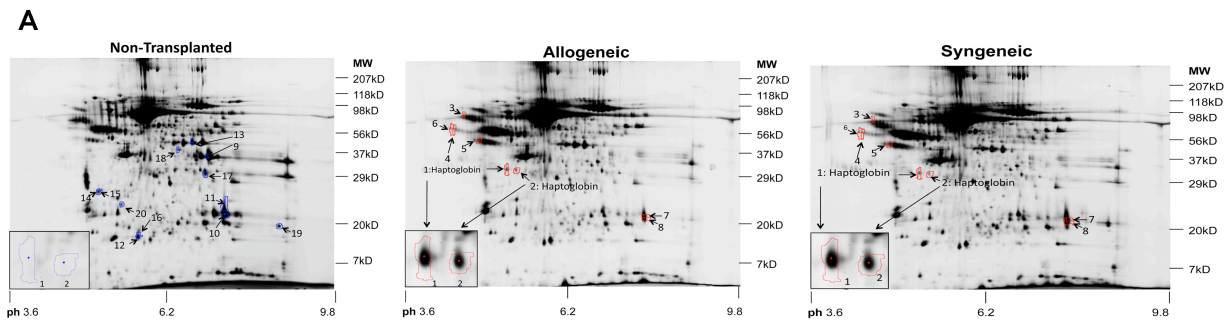 A
Non-Transplanted
MW
207kD
118kD
98kD
56kD
37kD
29kD
20kD
7kD
13
9
18
17
14
15
20
16
12
11
10
19
1
2
ph 3.6
6.2
9.8
Allogeneic
MW
207kD
118kD
98kD
56kD
37kD
29kD
20kD
7kD
3
6
4
5
1:Haptoglobin
2: Haptoglobin
7
8
1
2
ph 3.6
6.2
9.8
Syngeneic
MW
207kD
118kD
98kD
56kD
37kD
29kD
20kD
7kD
3
6
4
5
1: Haptoglobin
2: Haptoglobin
7
8
1
2
ph 3.6
6.2
9.8